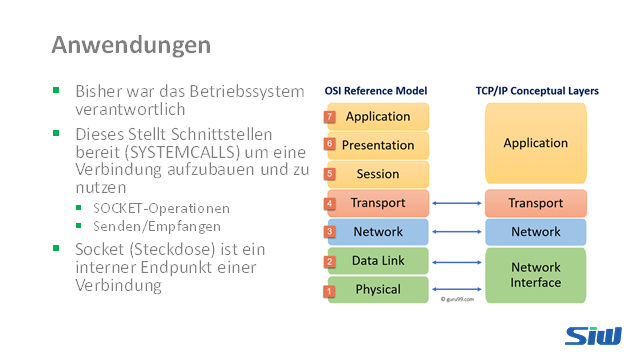 Anwendungen
Bisher war das Betriebssystem
verantwortlich
Dieses Stellt Schnittstellen
bereit (SYSTEMCALLS) um eine
Verbindung aufzubauen und zu
nutzen
SOCKET-Operationen
Senden/Empfangen
Socket (Steckdose) ist ein
interner Endpunkt einer
Verbindung
OSI Reference Model
7 Application
6 Presentation
5 Session
4 Transport
3 Network
2 Data Link
1 Physical
TCP/IP Conceptual Layers
Application
Transport
Network
Network
Interface
© guru99.com
SiW